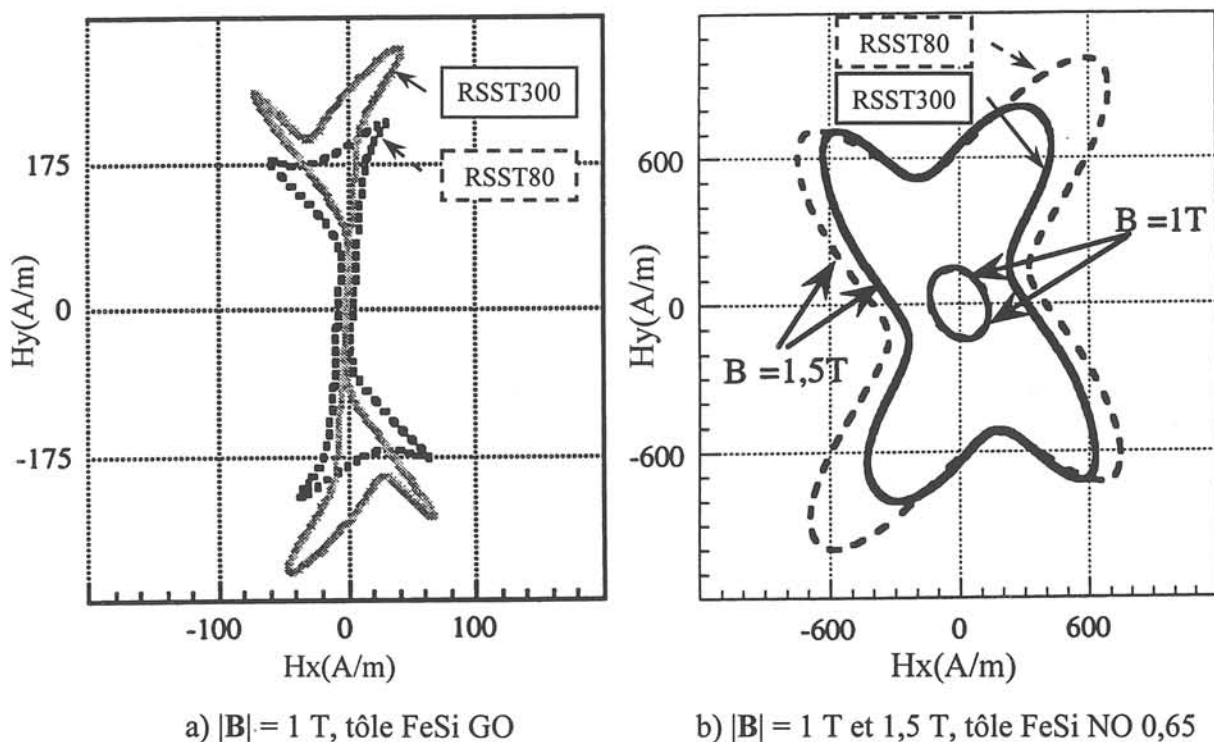 RSST300
RSST80
175
0
-175
Hy(A/m)
-100
0
100
Hx(A/m)
a) |B| = 1 T, tôle FeSi GO
RSST80
RSST300
600
0
-600
Hy(A/m)
B =1T
B =1,5T
-600
0
600
Hx(A/m)
b) |B| = 1 T et 1,5 T, tôle FeSi NO 0,65